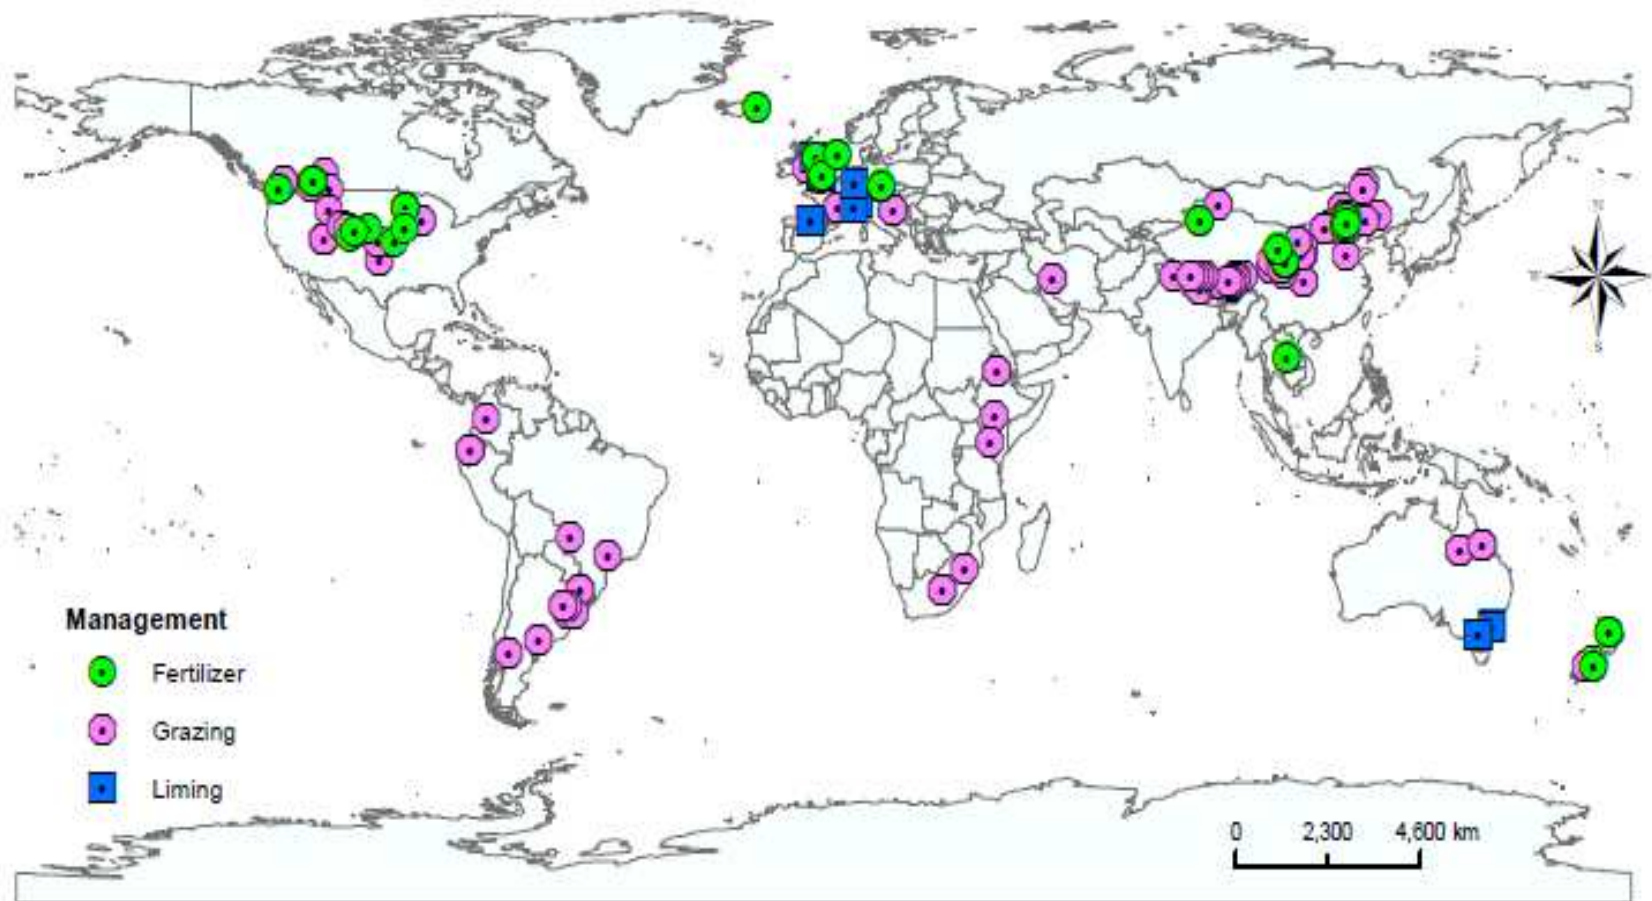 N
S
Management
Fertilizer
Grazing
Liming
0 2,300 4,600 km